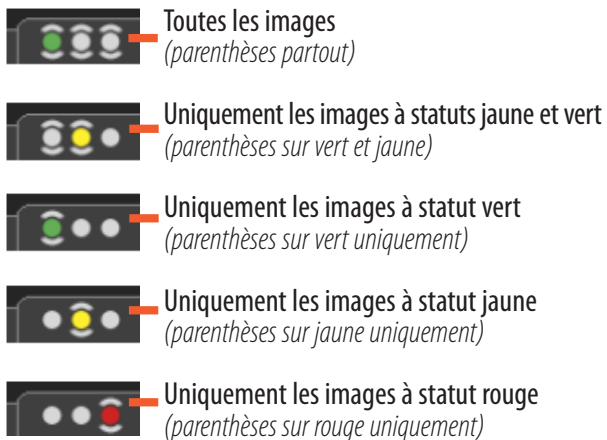 Toutes les images
(parenthèses partout)
Uniquement les images à statuts jaune et vert
(parenthèses sur vert et jaune)
Uniquement les images à statut vert
(parenthèses sur vert uniquement)
Uniquement les images à statut jaune
(parenthèses sur jaune uniquement)
Uniquement les images à statut rouge
(parenthèses sur rouge uniquement)